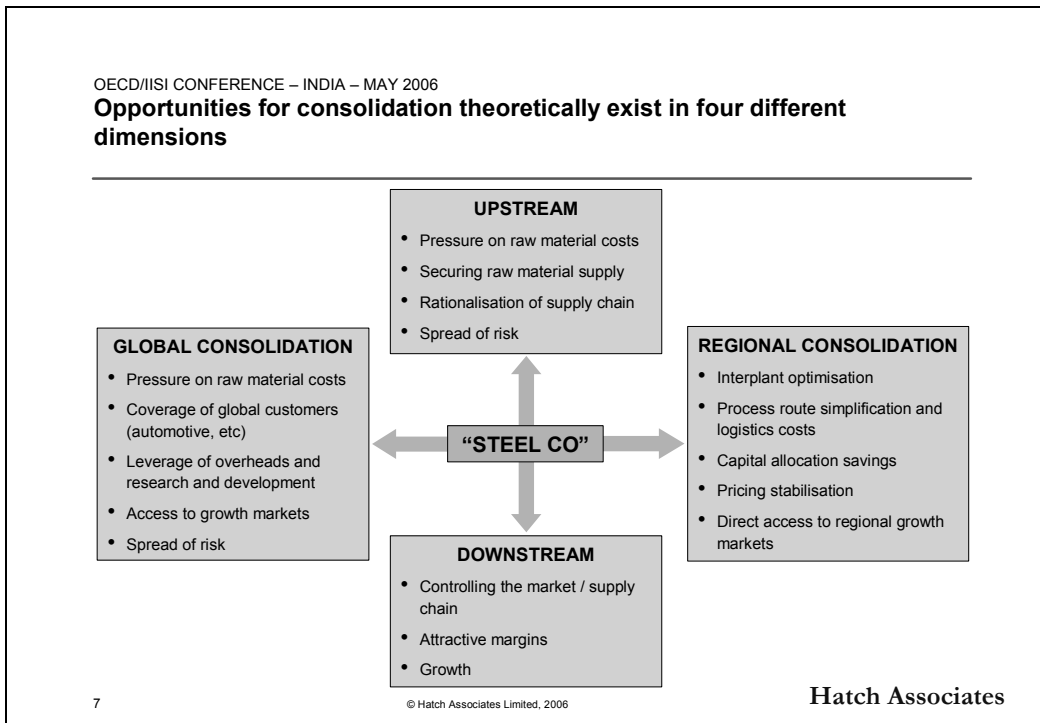 OECD/IISI CONFERENCE – INDIA – MAY 2006
Opportunities for consolidation theoretically exist in four different
dimensions
UPSTREAM
• Pressure on raw material costs
• Securing raw material supply
• Rationalisation of supply chain
• Spread of risk
GLOBAL CONSOLIDATION
• Pressure on raw material costs
• Coverage of global customers
(automotive, etc)
• Leverage of overheads and
research and development
• Access to growth markets
• Spread of risk
“STEEL CO”
REGIONAL CONSOLIDATION
• Interplant optimisation
• Process route simplification and
logistics costs
• Capital allocation savings
• Pricing stabilisation
• Direct access to regional growth
markets
DOWNSTREAM
• Controlling the market / supply
chain
• Attractive margins
• Growth
7
© Hatch Associates Limited, 2006
Hatch Associates